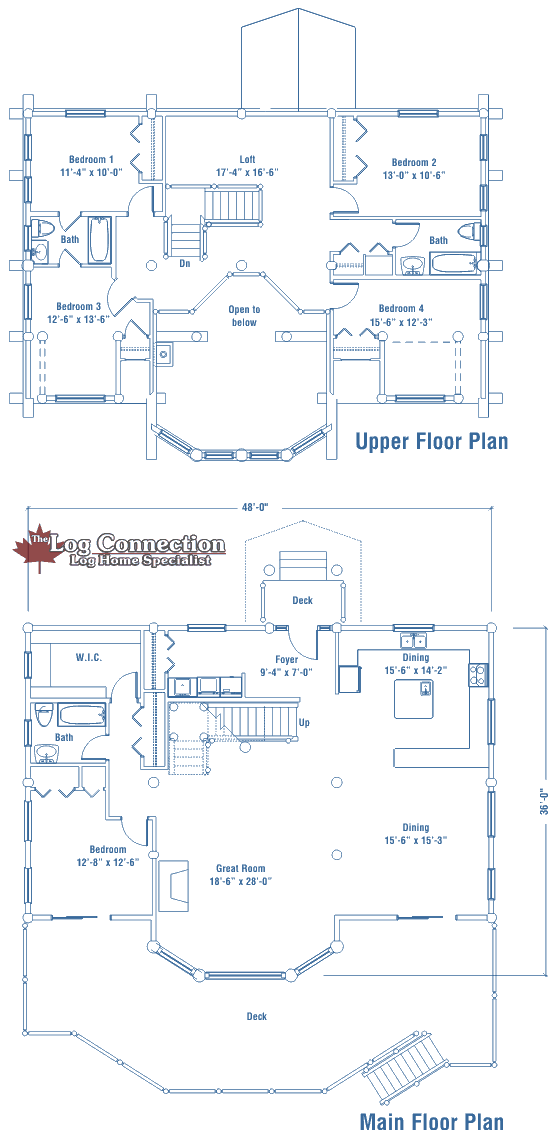 Bedroom 1
11'-4" x 10'-0"
Loft
17'-4" x 16'-6"
Bedroom 2
13'-0" x 10'-6"
Bath
Bath
Dn
Bedroom 3
12'-6" x 13'-6"
Open to
below
Bedroom 4
15'-6" x 12'-3"
Upper Floor Plan
48'-0"
The Log Connection
Log Home Specialist
Deck
W.I.C.
Foyer
9'-4" x 7'-0"
Dining
15'-6" x 14'-2"
Up
Bath
36'-0"
Dining
15'-6" x 15'-3"
Bedroom
12'-8" x 12'-6"
Great Room
18'-6" x 28'-0"
Deck
Main Floor Plan